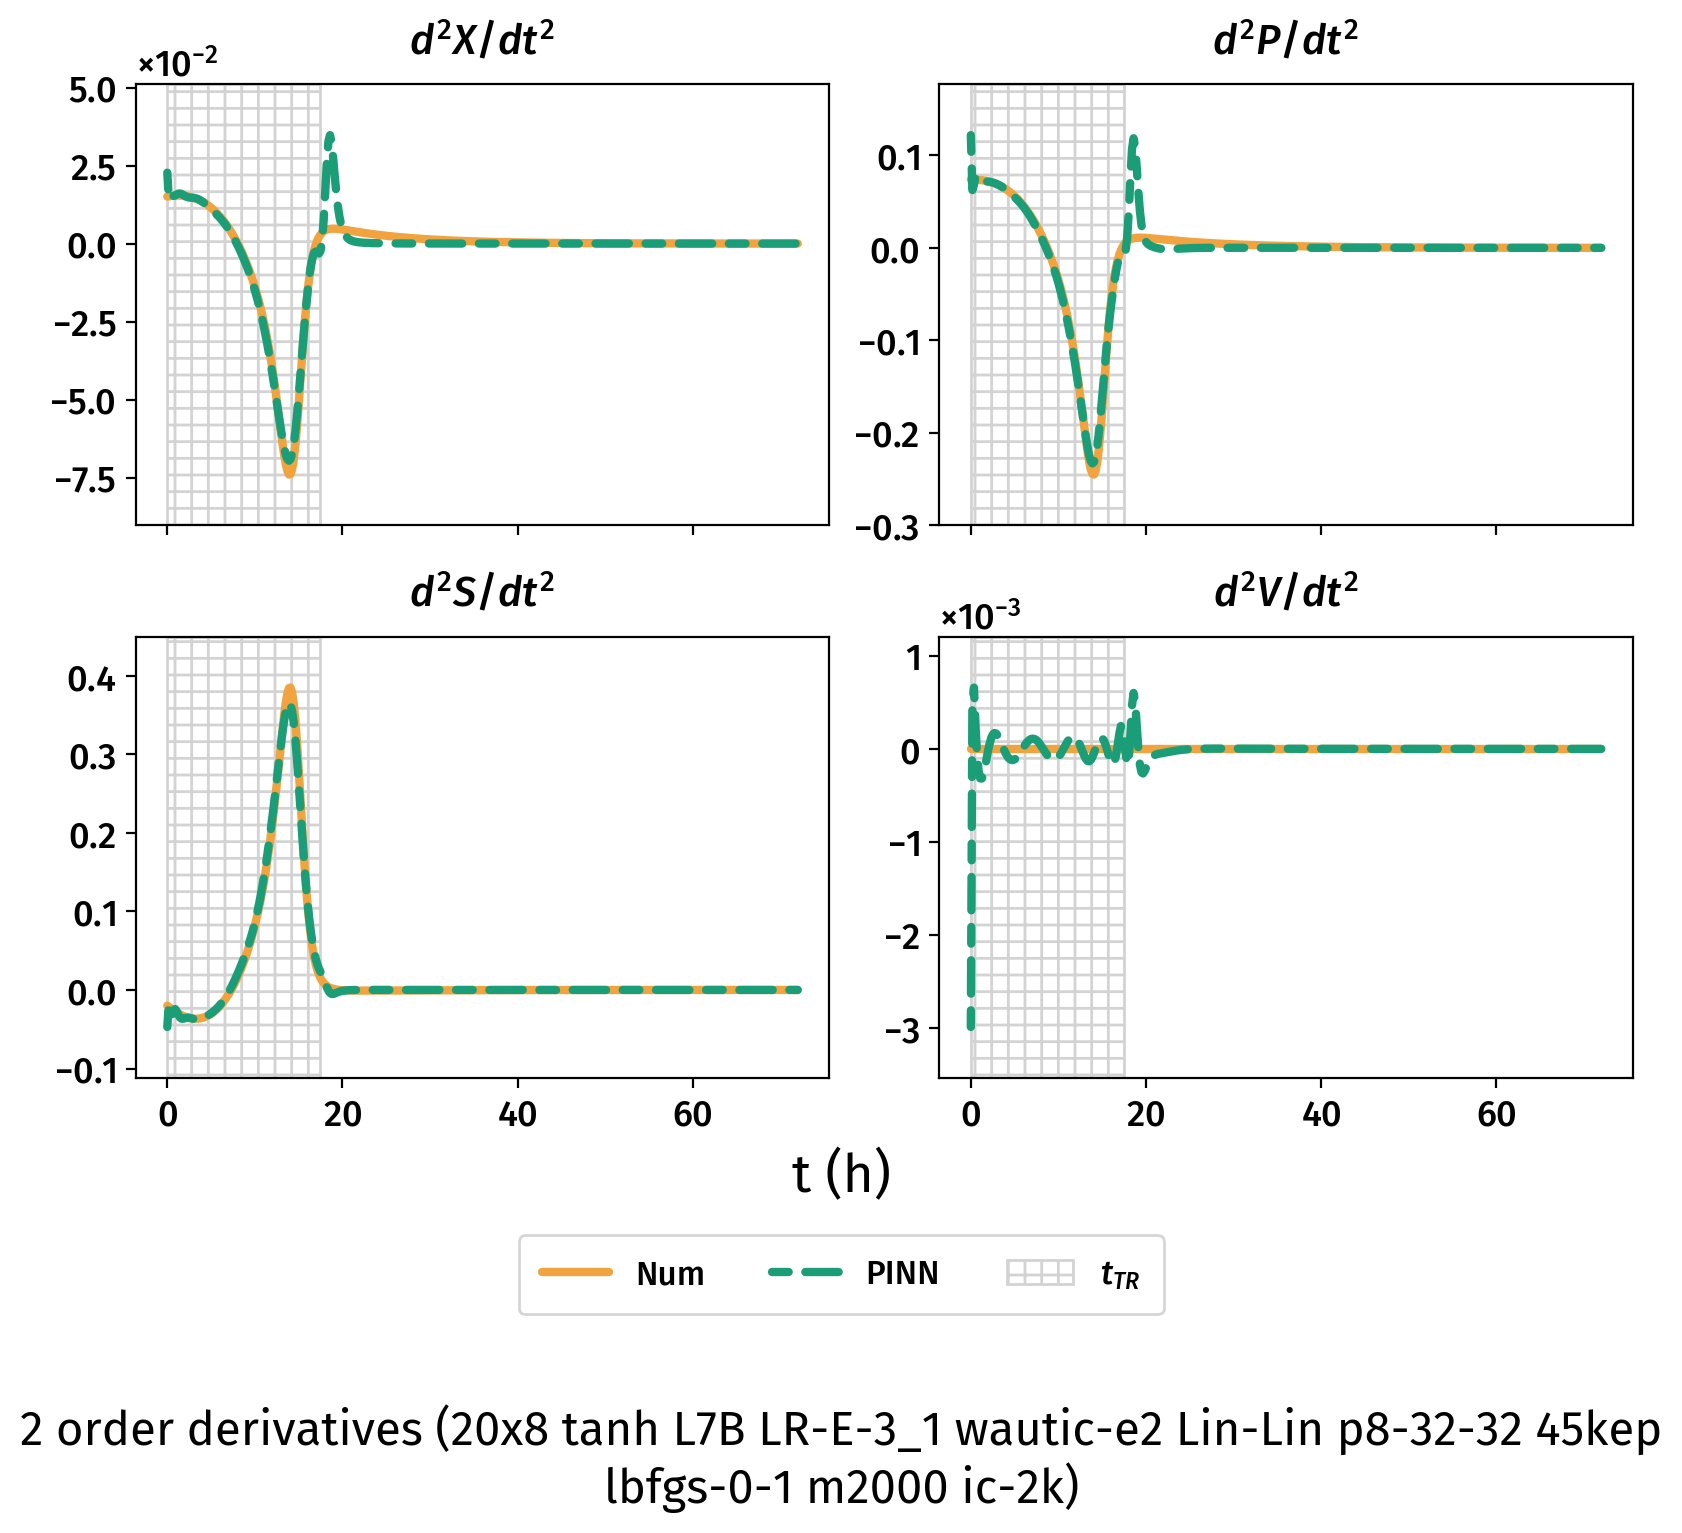 d²X/dt²
×10⁻²
5.0
2.5
0.0
−2.5
−5.0
−7.5
d²P/dt²
0.1
0.0
−0.1
−0.2
−0.3
d²S/dt²
0.4
0.3
0.2
0.1
0.0
−0.1
0 20 40 60
d²V/dt²
×10⁻³
1
0
−1
−2
−3
0 20 40 60
t (h)
Num PINN t_TR
2 order derivatives (20x8 tanh L7B LR-E-3_1 wautic-e2 Lin-Lin p8-32-32 45kep
lbfgs-0-1 m2000 ic-2k)